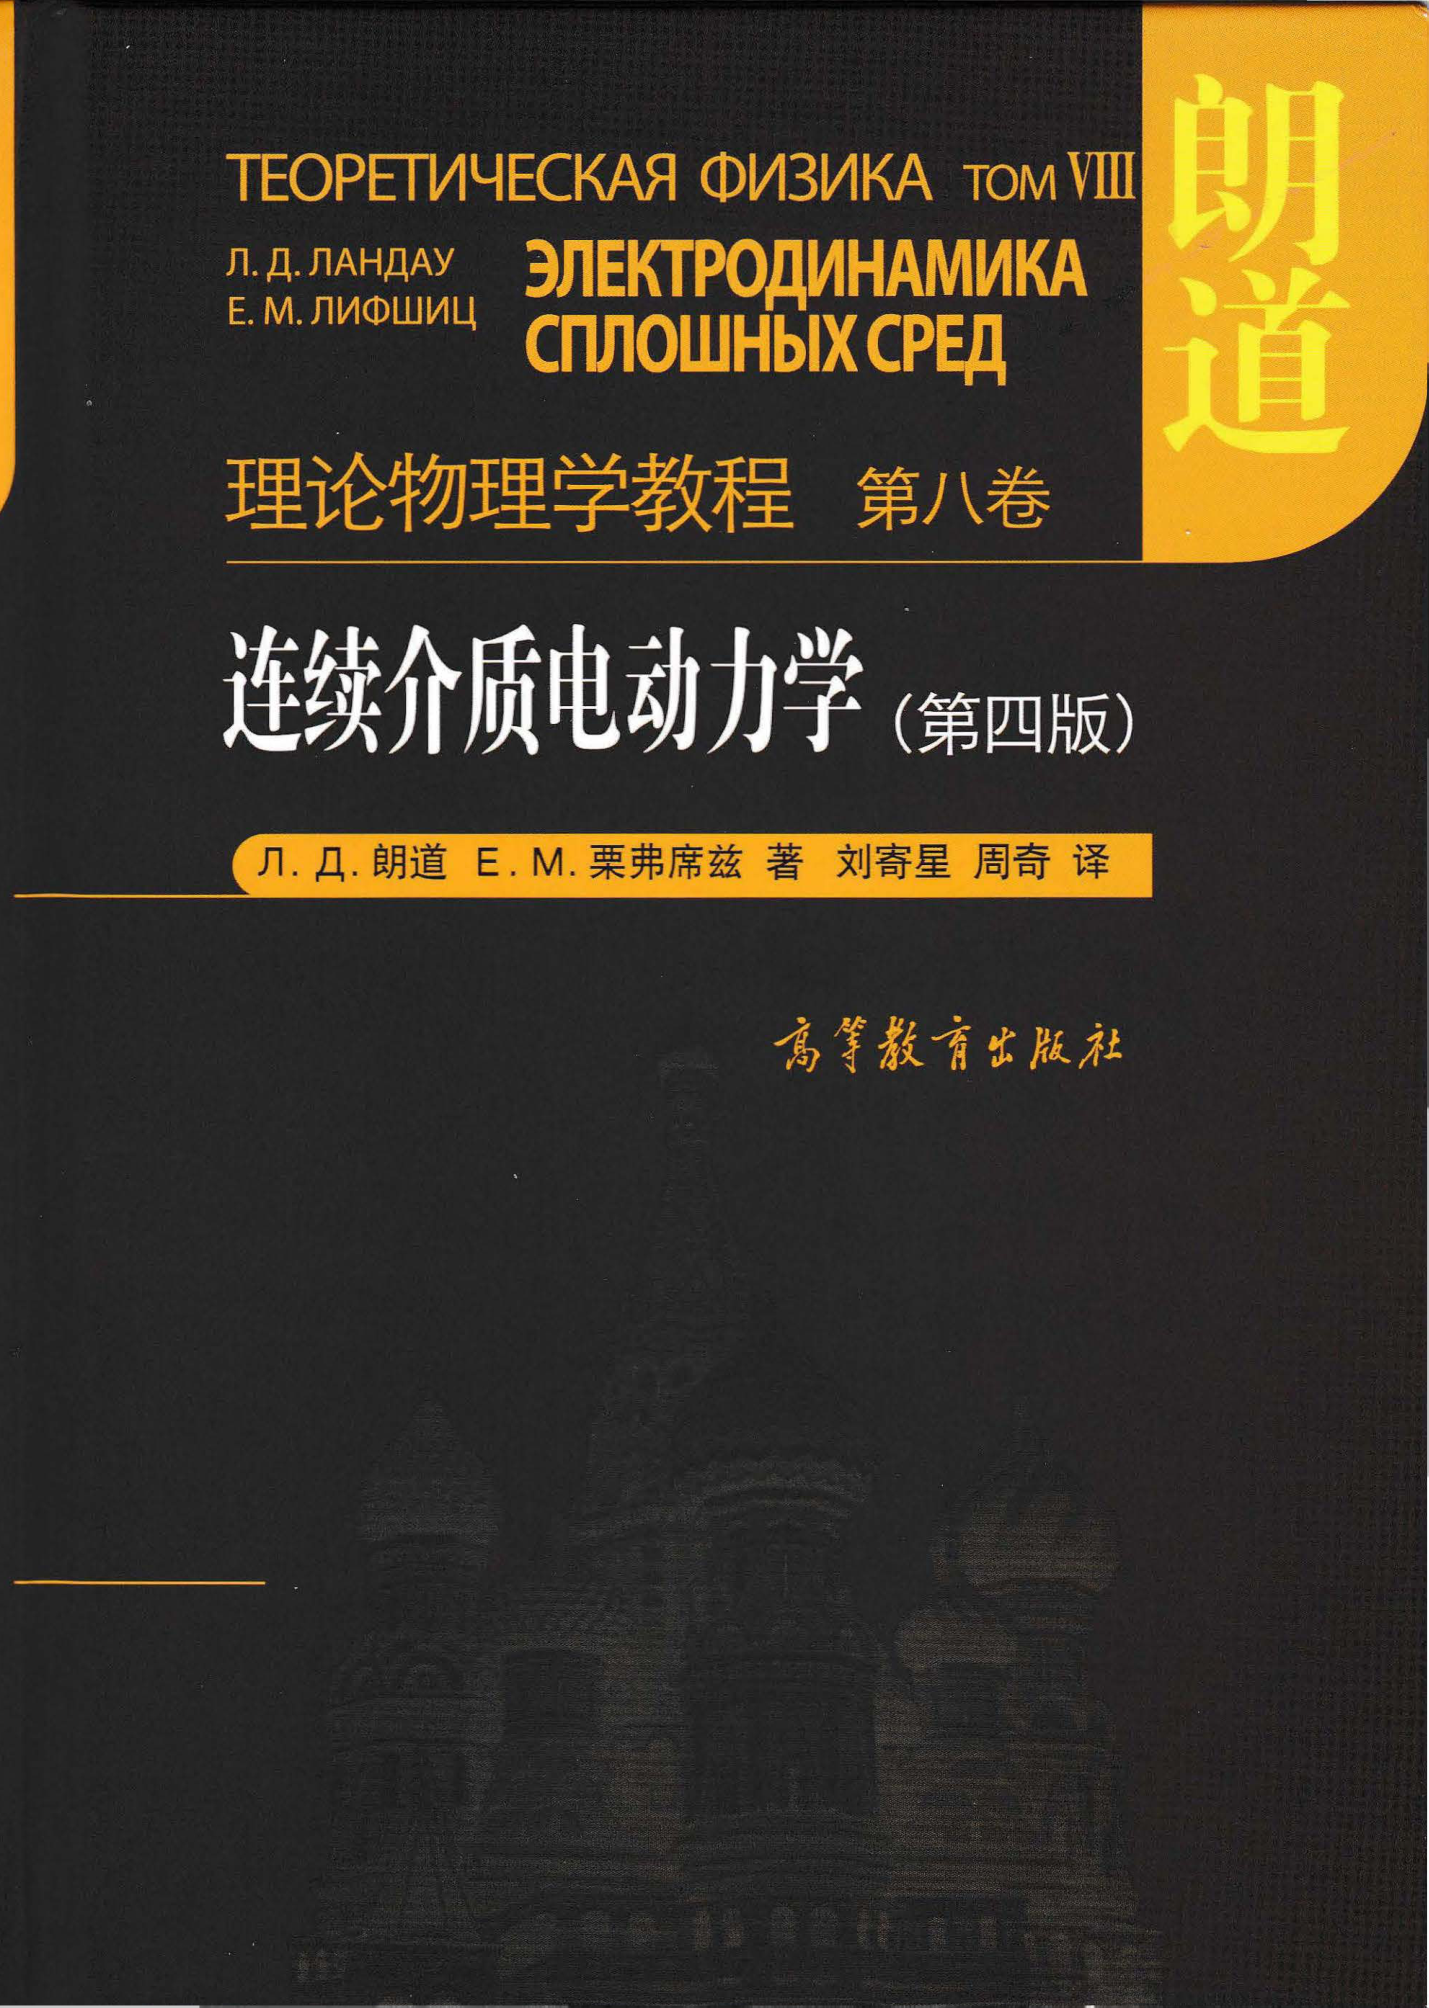 ТЕОРЕТИЧЕСКАЯ ФИЗИКА ТОМ VIII
Л. Д. ЛАНДАУ
Е. М. ЛИФШИЦ
ЭЛЕКТРОДИНАМИКА
СПЛОШНЫХ СРЕД
朗道
理论物理学教程 第八卷
连续介质电动力学（第四版）
Л. Д. 朗道 Е. М. 栗弗席兹 著 刘寄星 周奇 译
高等教育出版社